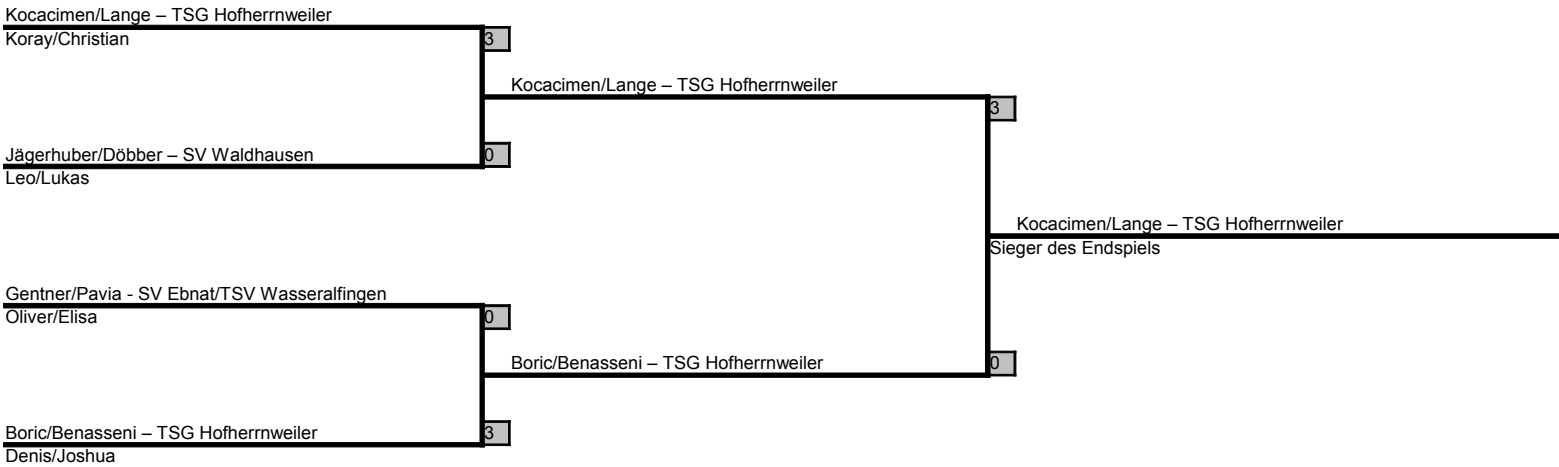 Kocacimen/Lange – TSG Hofherrnweiler
Koray/Christian
3
Kocacimen/Lange – TSG Hofherrnweiler
3
Jägerhuber/Döbber – SV Waldhausen
0
Leo/Lukas
Kocacimen/Lange – TSG Hofherrnweiler
Sieger des Endspiels
Gentner/Pavia - SV Ebnat/TSV Wasseralfingen
Oliver/Elisa
0
Boric/Benasseni – TSG Hofherrnweiler
0
Boric/Benasseni – TSG Hofherrnweiler
3
Denis/Joshua